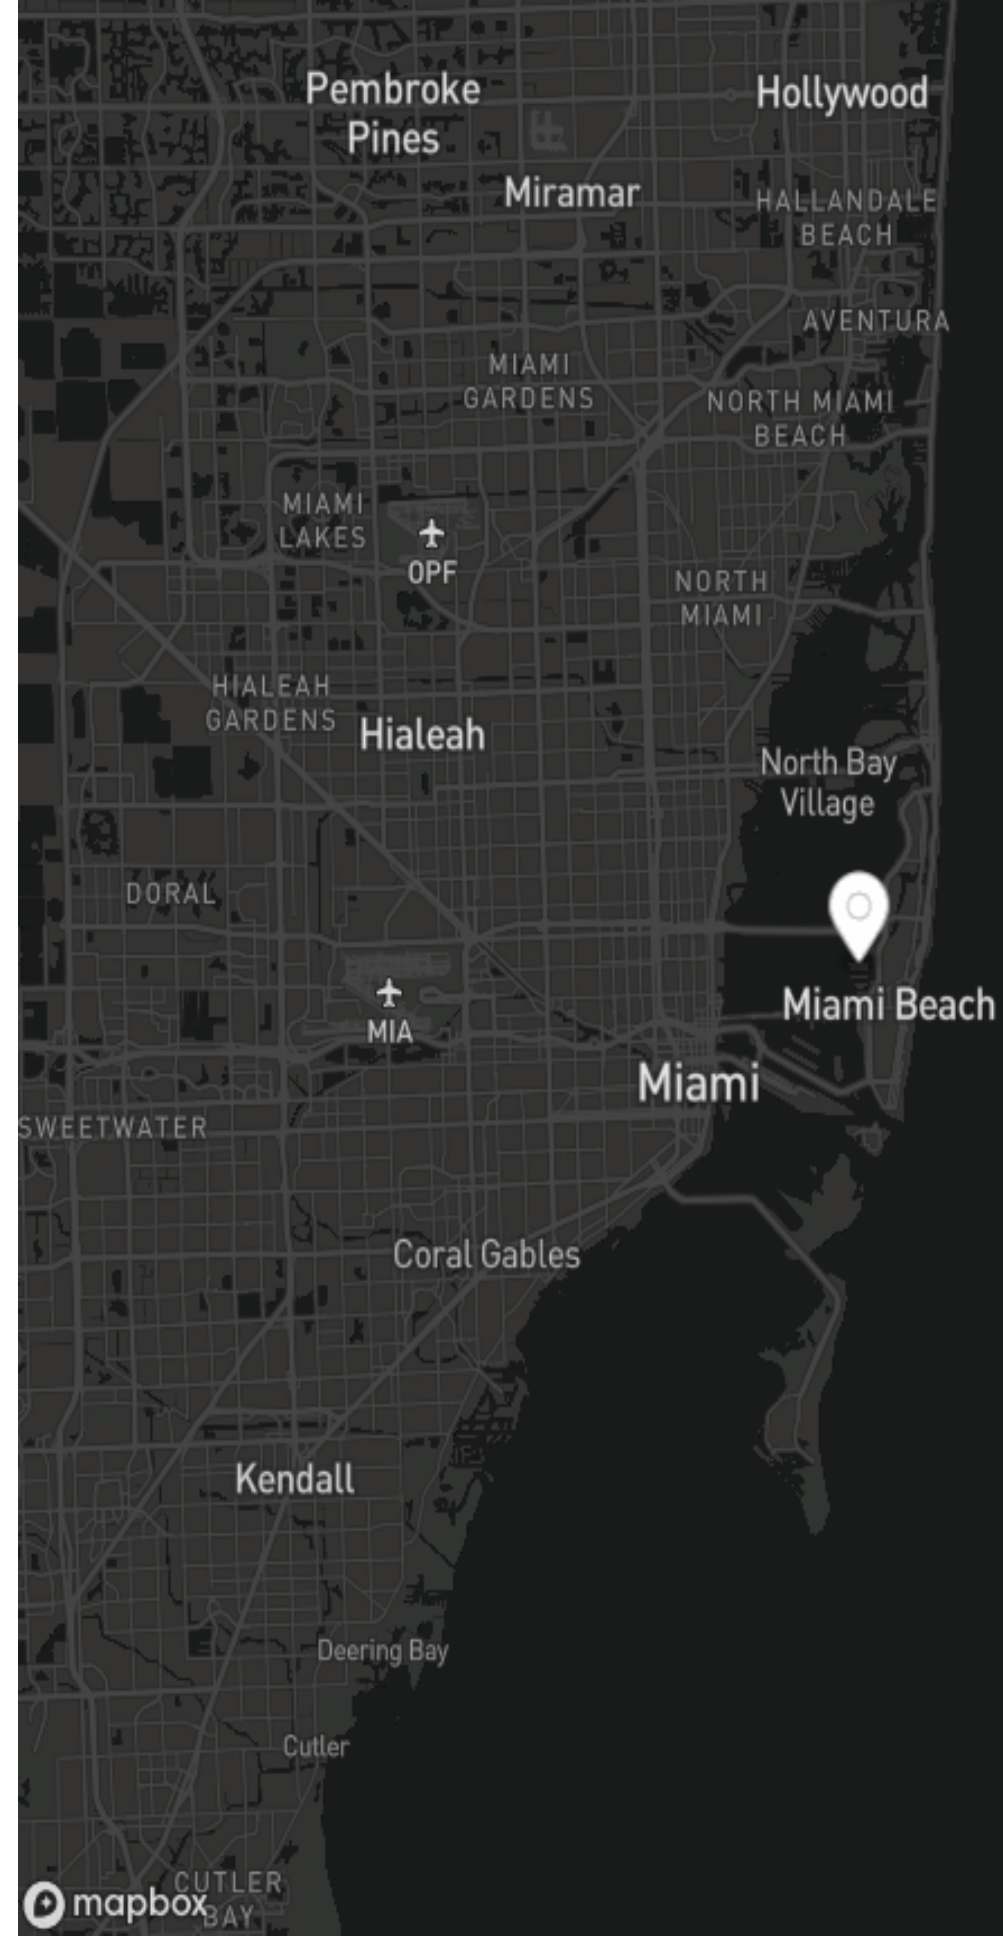 Pembroke
Pines
Hollywood
Miramar
HALLANDALE
BEACH
AVENTURA
MIAMI
GARDENS
NORTH MIAMI
BEACH
MIAMI
LAKES
OPF
NORTH
MIAMI
HIALEAH
GARDENS
Hialeah
North Bay
Village
DORAL
MIA
Miami Beach
Miami
SWEETWATER
Coral Gables
Kendall
Deering Bay
Cutler
CUTLER
BAY
mapbox